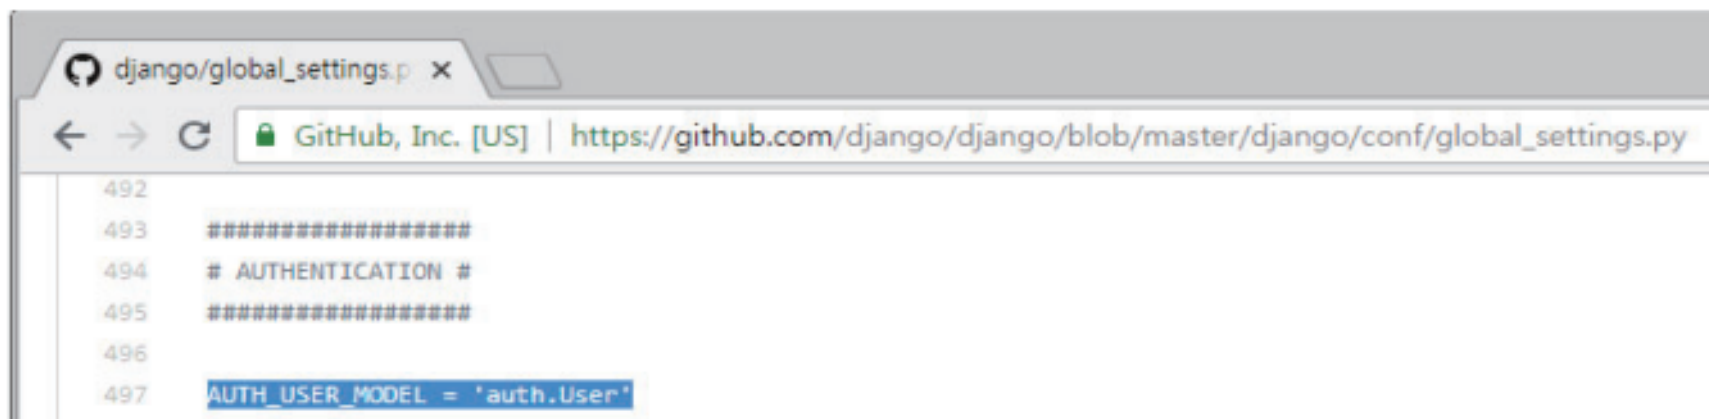 django/global_settings.p
GitHub, Inc. [US] | https://github.com/django/django/blob/master/django/conf/global_settings.py
492
493 ##################
494 # AUTHENTICATION #
495 ##################
496
497 AUTH_USER_MODEL = 'auth.User'